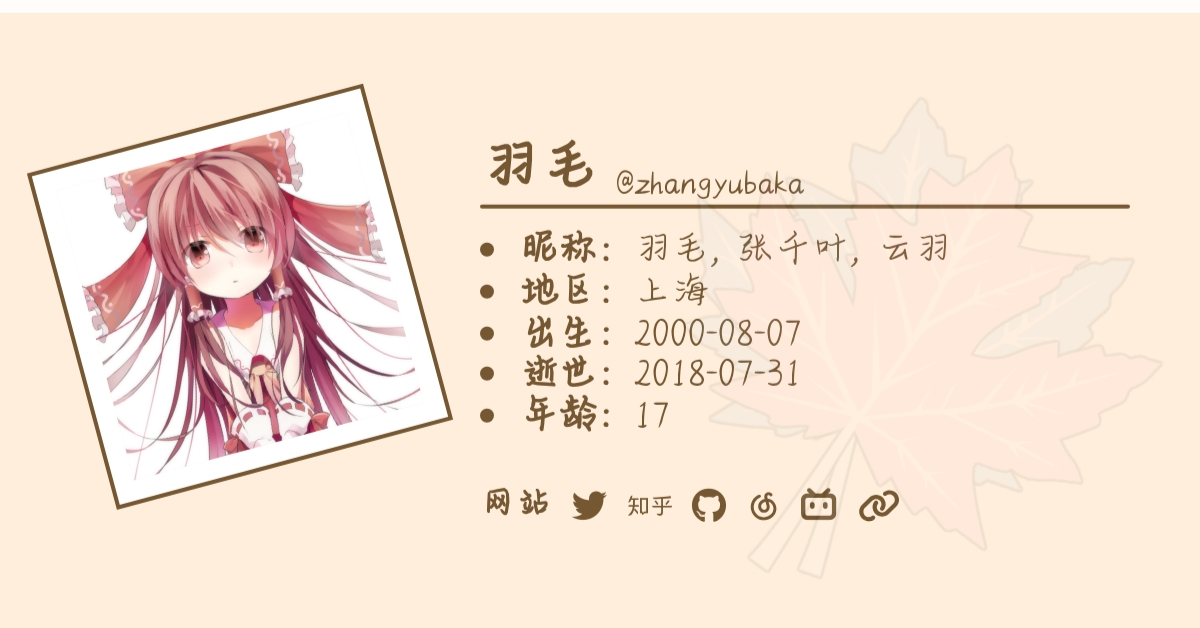 羽毛 @zhangyubaka
昵称: 羽毛, 张千叶, 云羽
地区: 上海
出生: 2000-08-07
逝世: 2018-07-31
年龄: 17
网站 知乎